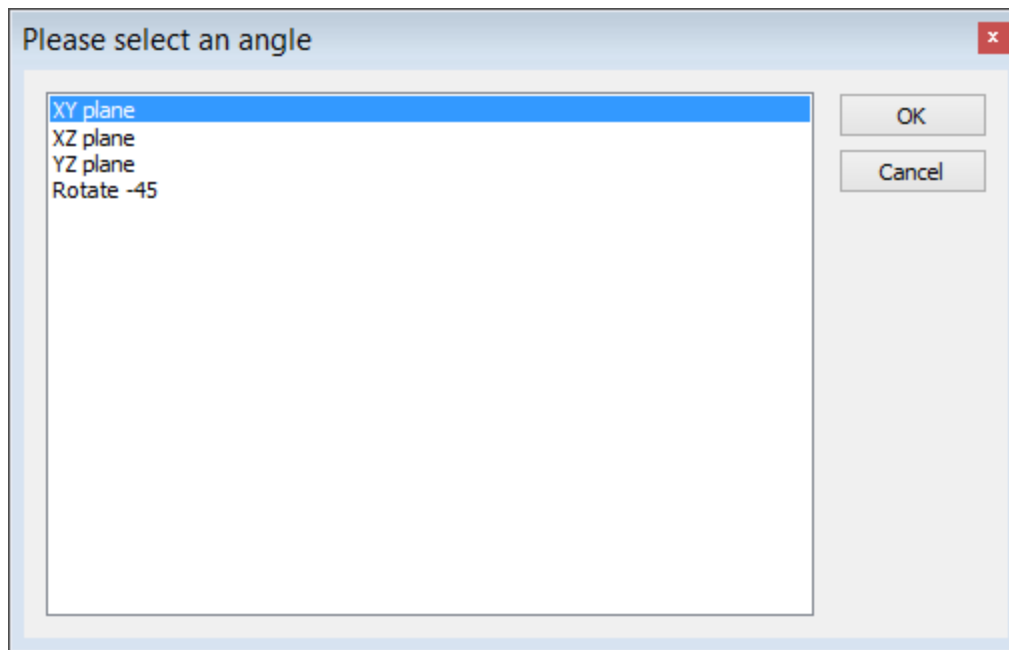 Please select an angle
x
XY plane
OK
XZ plane
YZ plane
Cancel
Rotate -45